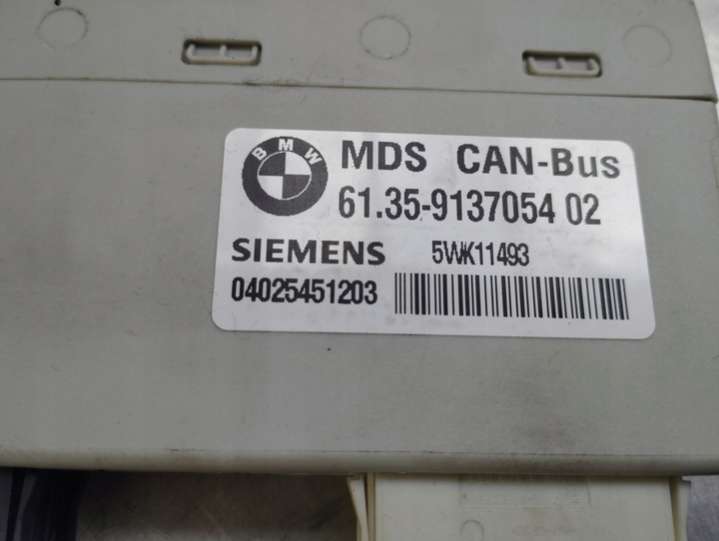 BMW
MDS CAN-Bus
61.35-9137054 02
SIEMENS 5WK11493
04025451203